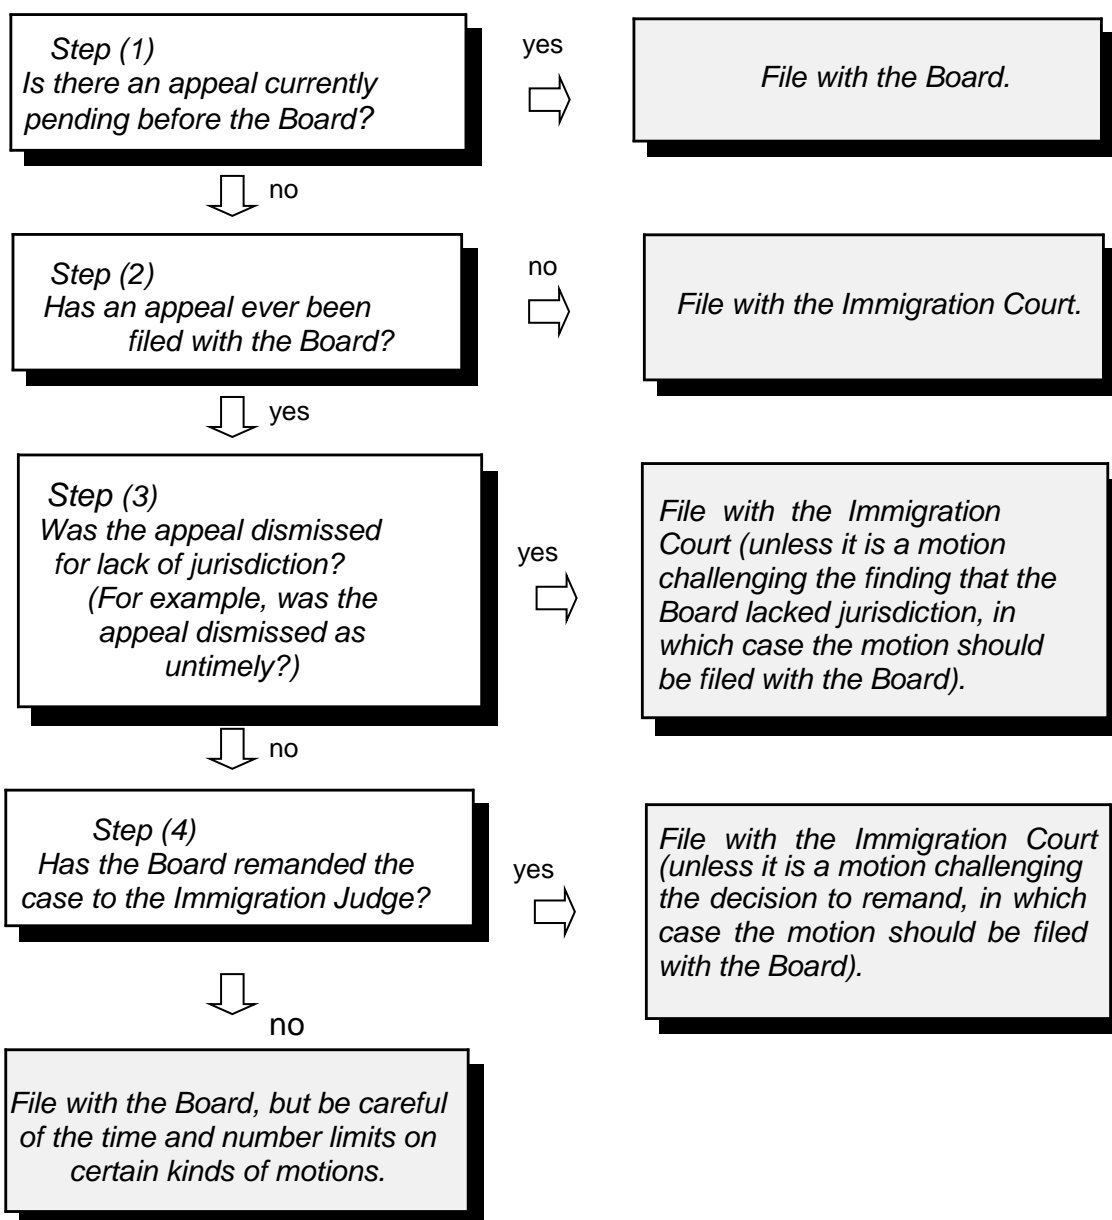 Step (1)
Is there an appeal currently
pending before the Board?
yes
File with the Board.
no
Step (2)
Has an appeal ever been
filed with the Board?
no
File with the Immigration Court.
yes
Step (3)
Was the appeal dismissed
for lack of jurisdiction?
(For example, was the
appeal dismissed as
untimely?)
yes
File with the Immigration
Court (unless it is a motion
challenging the finding that the
Board lacked jurisdiction, in
which case the motion should
be filed with the Board).
no
Step (4)
Has the Board remanded the
case to the Immigration Judge?
yes
File with the Immigration Court
(unless it is a motion challenging
the decision to remand, in which
case the motion should be filed
with the Board).
no
File with the Board, but be careful
of the time and number limits on
certain kinds of motions.